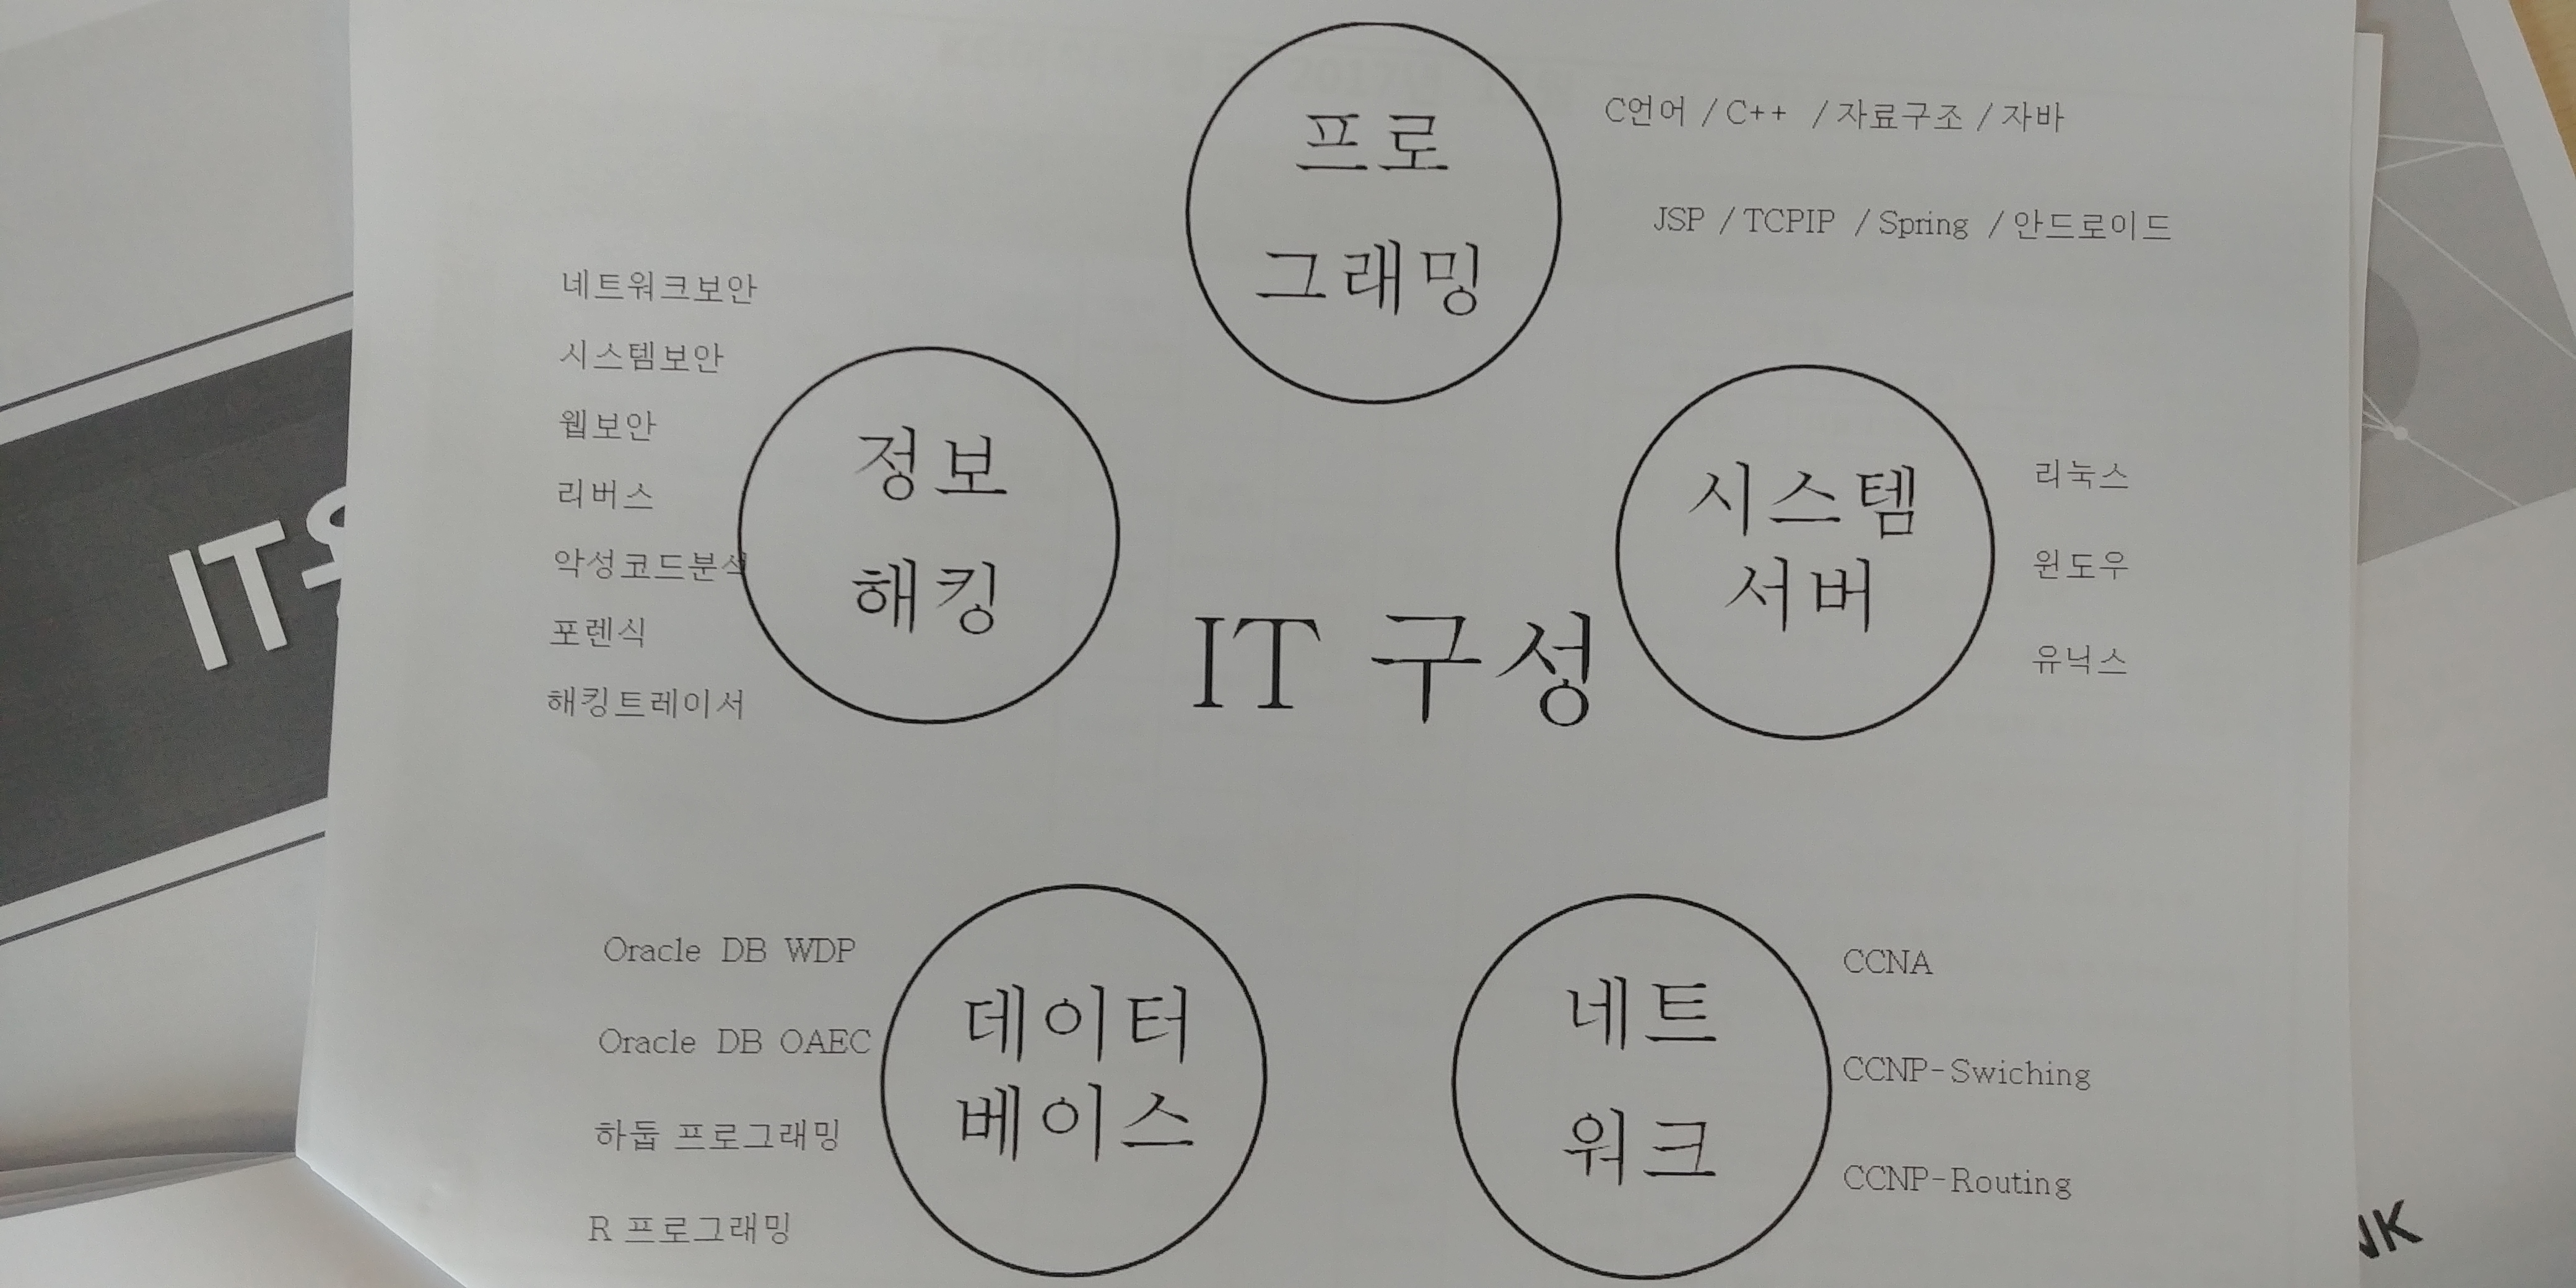 프로
그래밍
C언어 / C++ / 자료구조 / 자바
JSP / TCPIP / Spring / 안드로이드
네트워크보안
시스템보안
웹보안
리버스
악성코드분석
포렌식
해킹트레이서
정보
해킹
IT 구성
시스템
서버
리눅스
윈도우
유닉스
Oracle DB WDP
Oracle DB OAEC
하둡 프로그래밍
R 프로그래밍
데이터
베이스
네트
워크
CCNA
CCNP-Swiching
CCNP-Routing
IT
NK